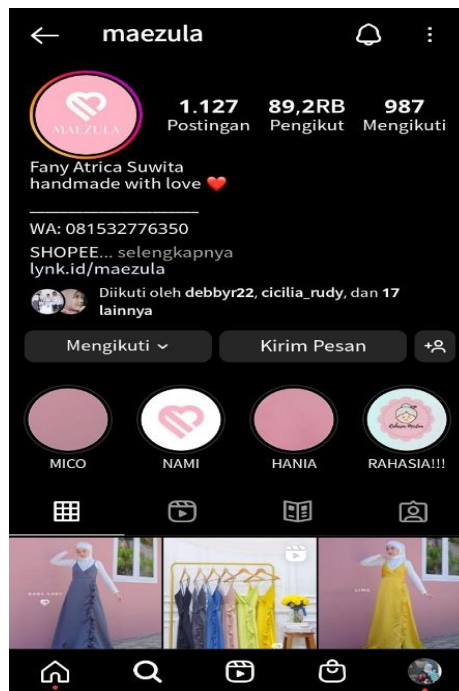 maezula
MAEZULA
1.127 89,2RB 987
Postingan Pengikut Mengikuti
Fany Atrica Suwita
handmade with love ❤️
WA: 081532776350
SHOPEE... selengkapnya
lynk.id/maezula
Diikuti oleh debbyr22, cicilia_rudy, dan 17
lainnya
Mengikuti Kirim Pesan
MICO NAMI HANIA RAHASIA!!!
LIME